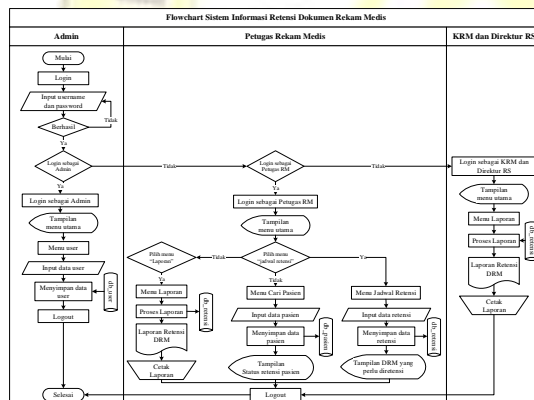 Flowchart Sistem Informasi Retensi Dokumen Rekam Medis
Admin
Petugas Rekam Medis
KRM dan Direktur RS
Mulai
Login
Input username
dan password
Tidak
Berhasil
Ya
Login sebagai
Admin
Tidak
Login sebagai
Petugas RM
Tidak
Login sebagai KRM dan
Direktur RS
Ya
Login sebagai Admin
Tampilan
menu utama
Menu user
Input data user
Menyimpan data
user
db_user
Logout
Selesai
Ya
Login sebagai Petugas RM
Tampilan
menu utama
Pilih menu
"Laporan"
Tidak
Pilih menu
"jadwal retensi"
Ya
Ya
Menu Laporan
Proses Laporan
db_retensi
Laporan Retensi
DRM
Cetak
Laporan
Tidak
Menu Cari Pasien
Input data pasien
Menyimpan data
pasien
db_pasien
Tampilan
Status retensi pasien
Menu Jadwal Retensi
Input data retensi
Menyimpan data
retensi
db_retensi
Tampilan DRM yang
perlu diretensi
Logout
Tampilan
menu utama
Menu Laporan
Proses Laporan
db_retensi
Laporan Retensi
DRM
Cetak
Laporan